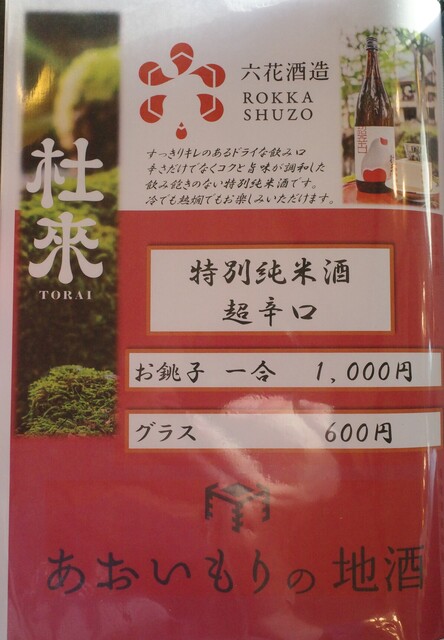 杜來
TORAI
六花酒造
ROKKA
SHUZO
すっきりキレのあるドライな飲み口
辛さだけでなくコクと旨味が調和した
飲み飽きのない特別純米酒です。
冷でも熱燗でもお楽しみいただけます。
特別純米酒
超辛口
お銚子 一合 1,000円
グラス 600円
あおいもりの地酒